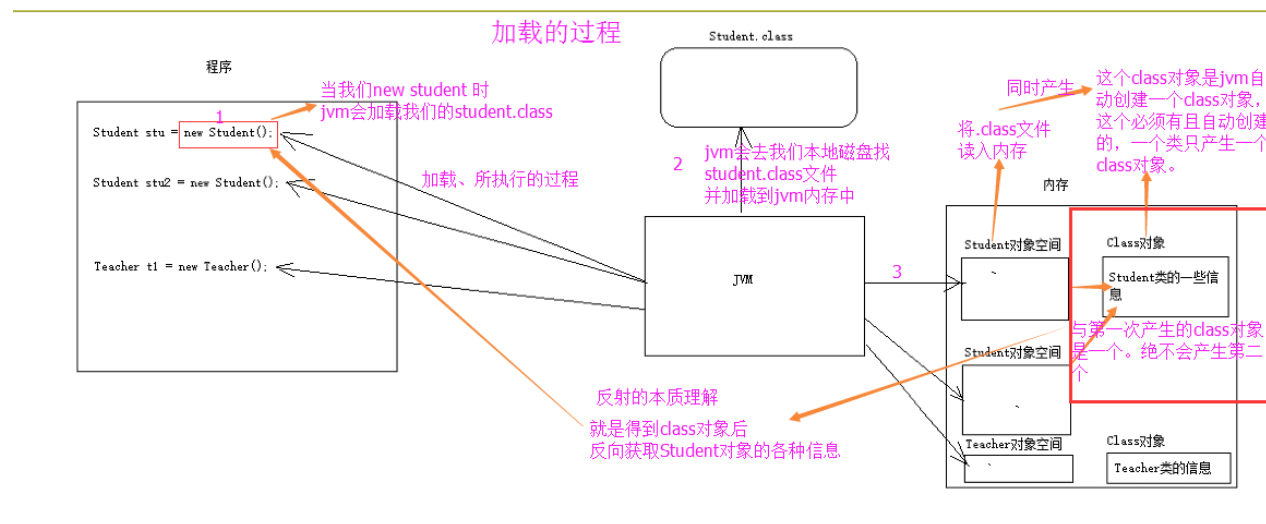 加载的过程
Student.class
程序
当我们new student 时
jvm会加载我们的student.class
1
Student stu = new Student();
Student stu2 = new Student();
Teacher t1 = new Teacher();
加载、所执行的过程
2
jvm会去我们本地磁盘找
student.class文件
并加载到jvm内存中
JVM
3
同时产生
将.class文件
读入内存
这个class对象是jvm自
动创建一个class对象，
这个必须有且自动创建
的，一个类只产生一个
class对象。
内存
Student对象空间
Class对象
Student类的一些信
息
与第一次产生的class对象
是一个。绝不会产生第二
个
Student对象空间
Teacher对象空间
Class对象
Teacher类的信息
反射的本质理解
就是得到class对象后
反向获取Student对象的各种信息